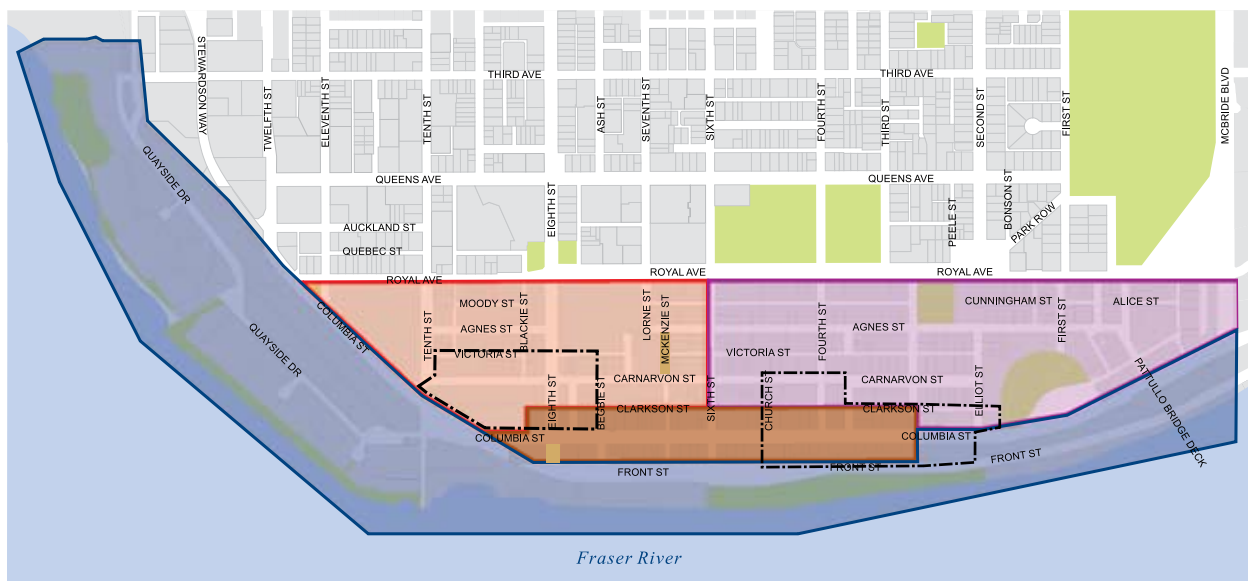 STEWARDSON WAY
TWELFTH ST
ELEVENTH ST
TENTH ST
THIRD AVE
ASH ST
SEVENTH ST
SIXTH ST
FOURTH ST
THIRD AVE
THIRD ST
SECOND ST
FIRST ST
MCBRIDE BLVD
QUAYSIDE DR
QUEENS AVE
QUEENS AVE
EIGHTH ST
AUCKLAND ST
QUEBEC ST
PEELE ST
BONSON ST
PARK ROW
ROYAL AVE
ROYAL AVE
ROYAL AVE
COLUMBIA ST
MOODY ST
BLACKIE ST
LORNE ST
MCKENZIE ST
FOURTH ST
CUNNINGHAM ST
FIRST ST
ALICE ST
TENTH ST
AGNES ST
AGNES ST
QUAYSIDE DR
VICTORIA ST
VICTORIA ST
PATTULLO BRIDGE DECK
EIGHTH ST
BEGBIE ST
CARNARVON ST
SIXTH ST
CHURCH ST
CARNARVON ST
ELLIOT ST
CLARKSON ST
CLARKSON ST
COLUMBIA ST
COLUMBIA ST
FRONT ST
FRONT ST
FRONT ST
Fraser River